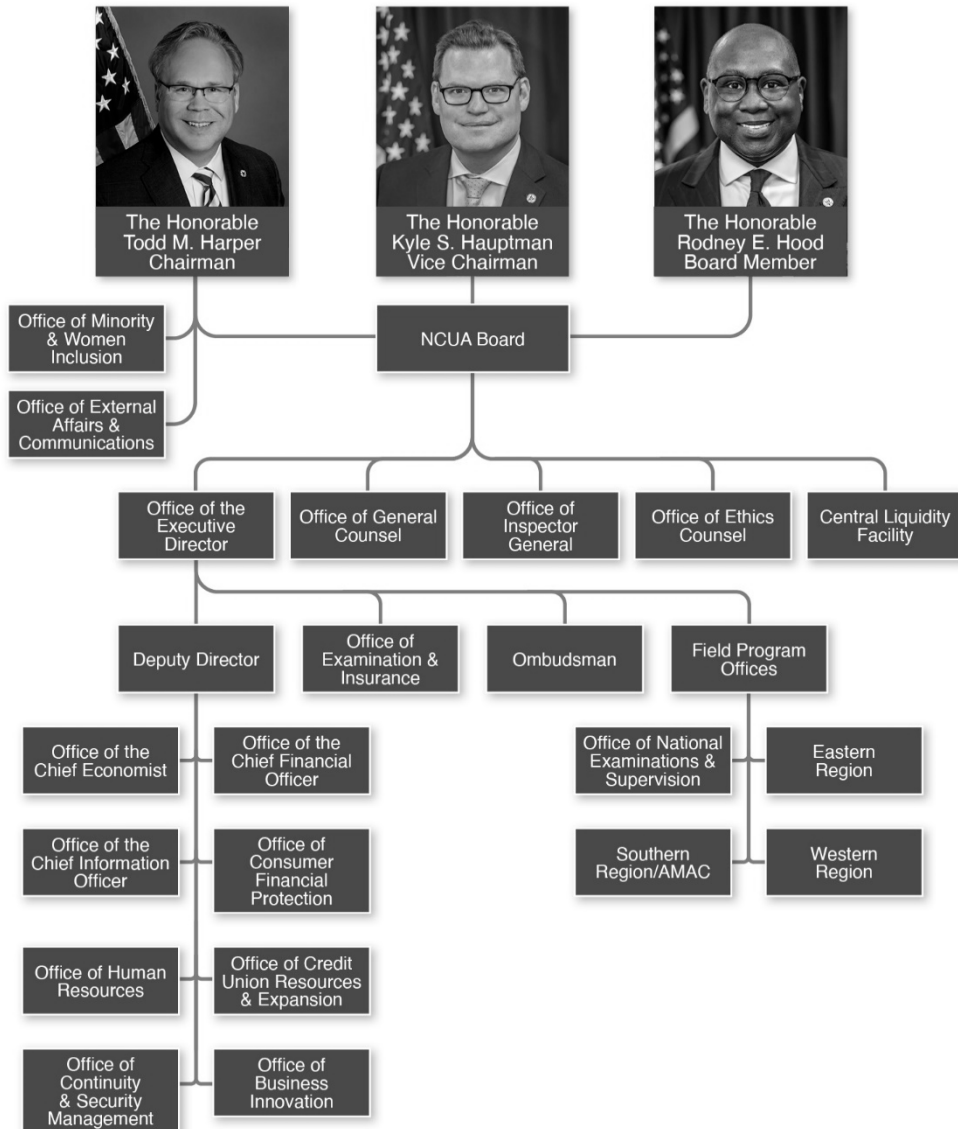 The Honorable
Todd M. Harper
Chairman
The Honorable
Kyle S. Hauptman
Vice Chairman
The Honorable
Rodney E. Hood
Board Member
Office of Minority
& Women
Inclusion
NCUA Board
Office of External
Affairs &
Communications
Office of the
Executive
Director
Office of General
Counsel
Office of
Inspector
General
Office of Ethics
Counsel
Central Liquidity
Facility
Deputy Director
Office of
Examination &
Insurance
Ombudsman
Field Program
Offices
Office of the
Chief Economist
Office of the
Chief Financial
Officer
Office of National
Examinations &
Supervision
Eastern
Region
Office of the
Chief Information
Officer
Office of
Consumer
Financial
Protection
Southern
Region/AMAC
Western
Region
Office of Human
Resources
Office of Credit
Union Resources
& Expansion
Office of
Continuity
& Security
Management
Office of
Business
Innovation